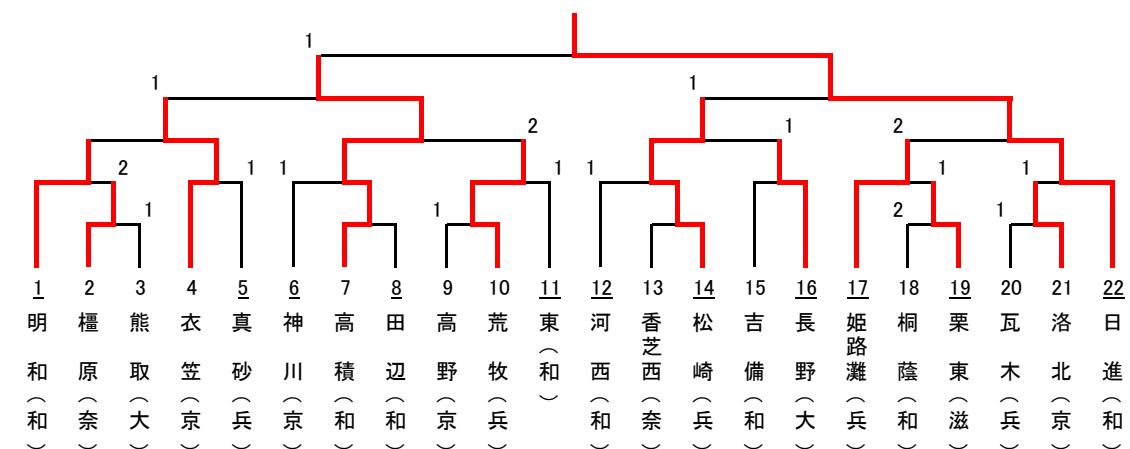 1
1 1
2
1 2
2 1 1 1 1 1 1
1 1 2 1
1 2 3 4 5 6 7 8 9 10 11 12 13 14 15 16 17 18 19 20 21 22
明和（和）
橿原（奈）
熊取（大）
衣笠（京）
真砂（兵）
神川（京）
高積（和）
田辺（和）
高野（京）
荒牧（兵）
東（和）
河西（和）
香芝西（奈）
松崎（兵）
吉備（和）
長野（大）
姫路灘（兵）
桐蔭（和）
栗東（滋）
瓦木（兵）
洛北（京）
日進（和）